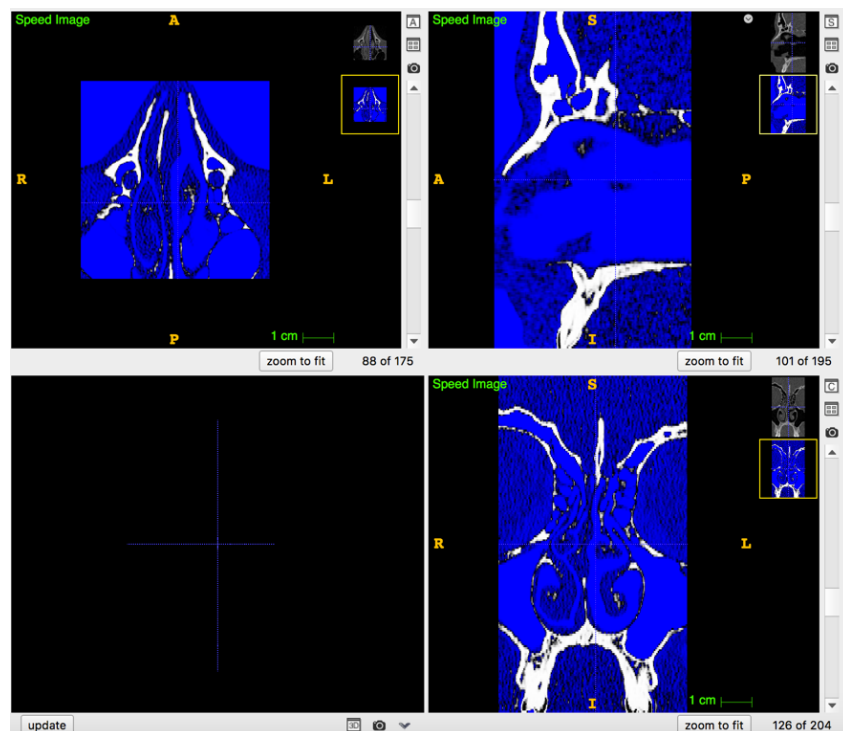 Speed Image
A
A
R
L
P
1 cm
zoom to fit
88 of 175
Speed Image
S
S
A
P
I
1 cm
zoom to fit
101 of 195
update
3D
Speed Image
S
C
R
L
I
1 cm
zoom to fit
126 of 204